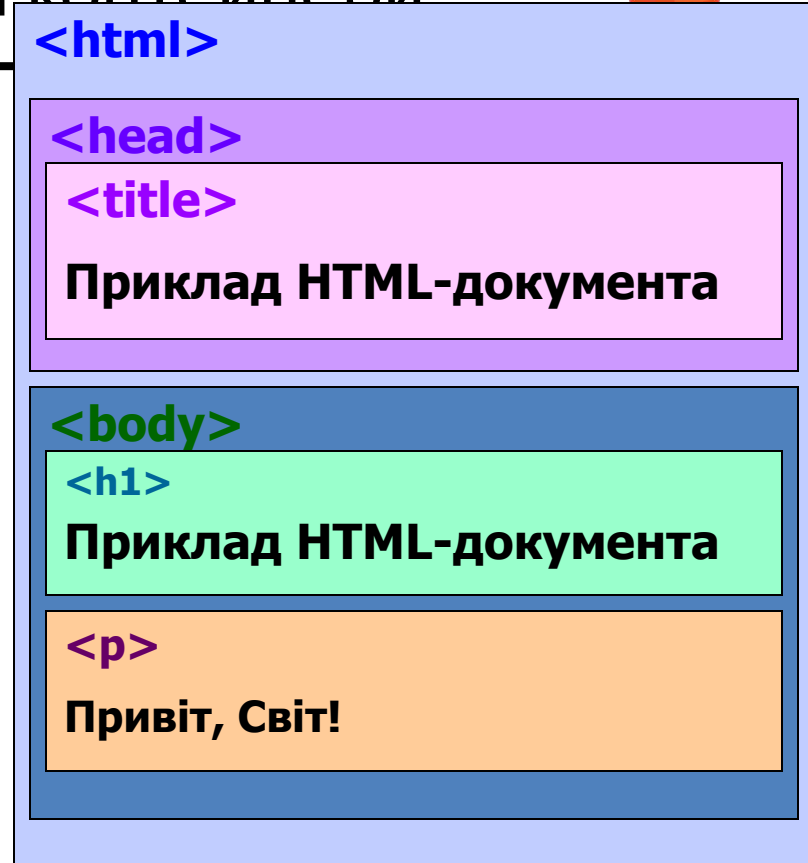 <html>
<head>
<title>
Приклад HTML-документа
<body>
<h1>
Приклад HTML-документа
<p>
Привіт, Світ!